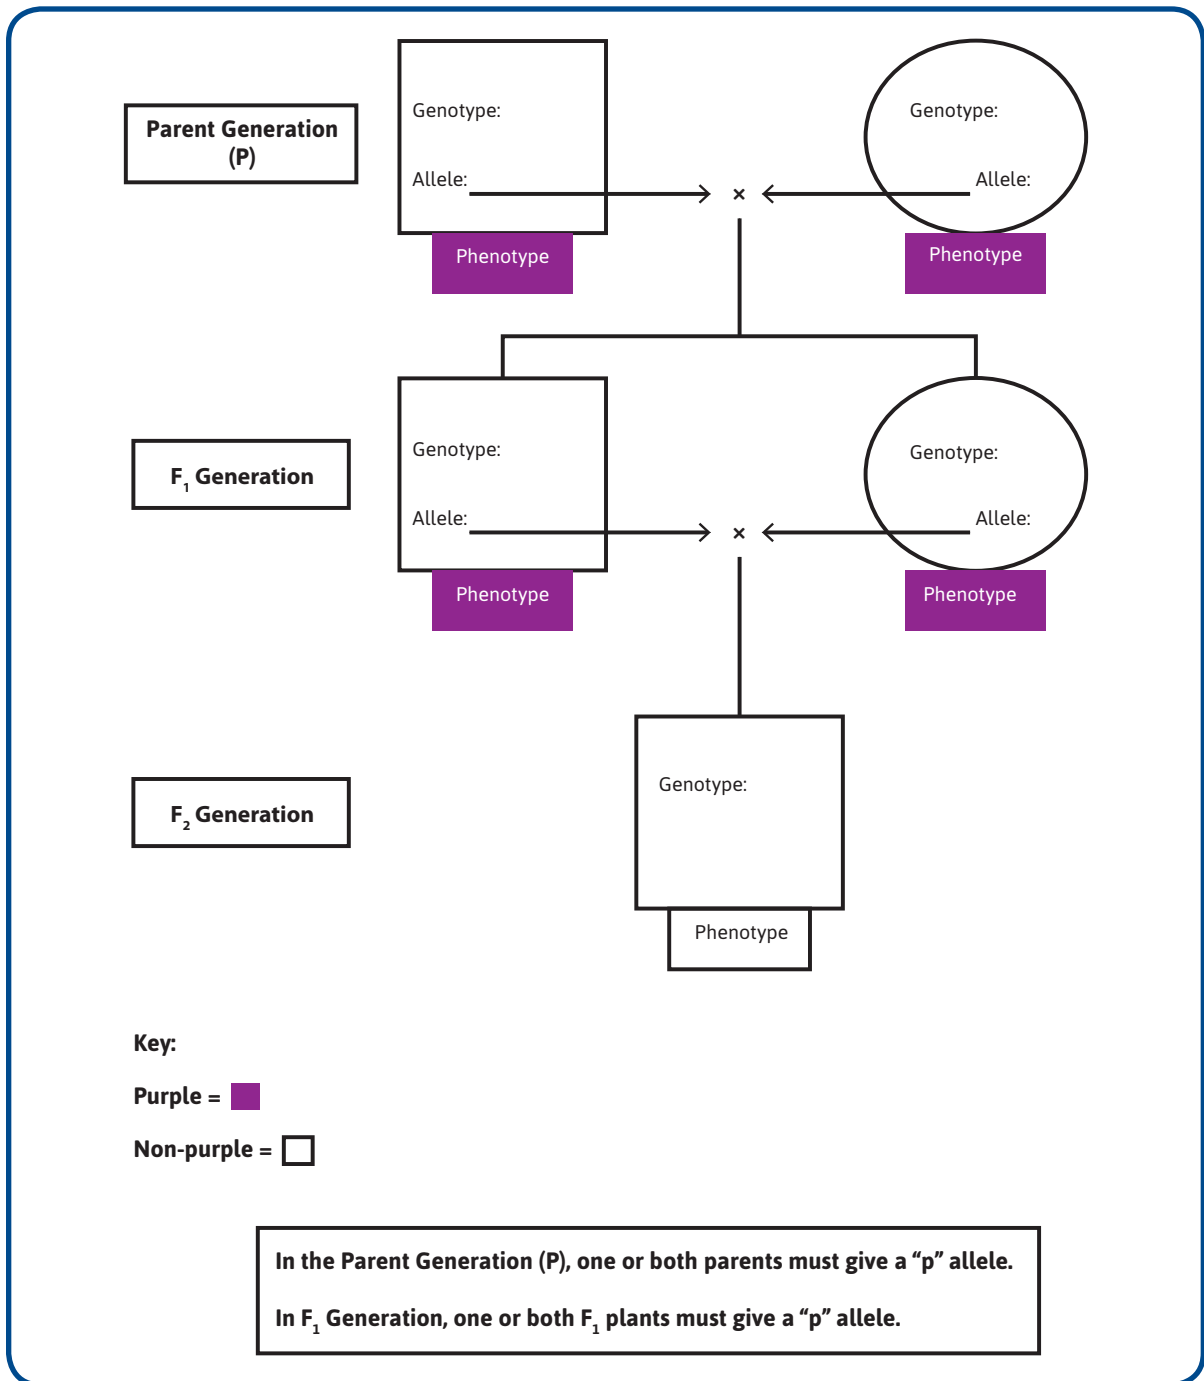 Parent Generation
(P)
Genotype:
Allele:
×
Genotype:
Allele:
Phenotype
Phenotype
F₁ Generation
Genotype:
Allele:
×
Genotype:
Allele:
Phenotype
Phenotype
F₂ Generation
Genotype:
Phenotype
Key:
Purple =
Non-purple =
In the Parent Generation (P), one or both parents must give a “p” allele.
In F₁ Generation, one or both F₁ plants must give a “p” allele.